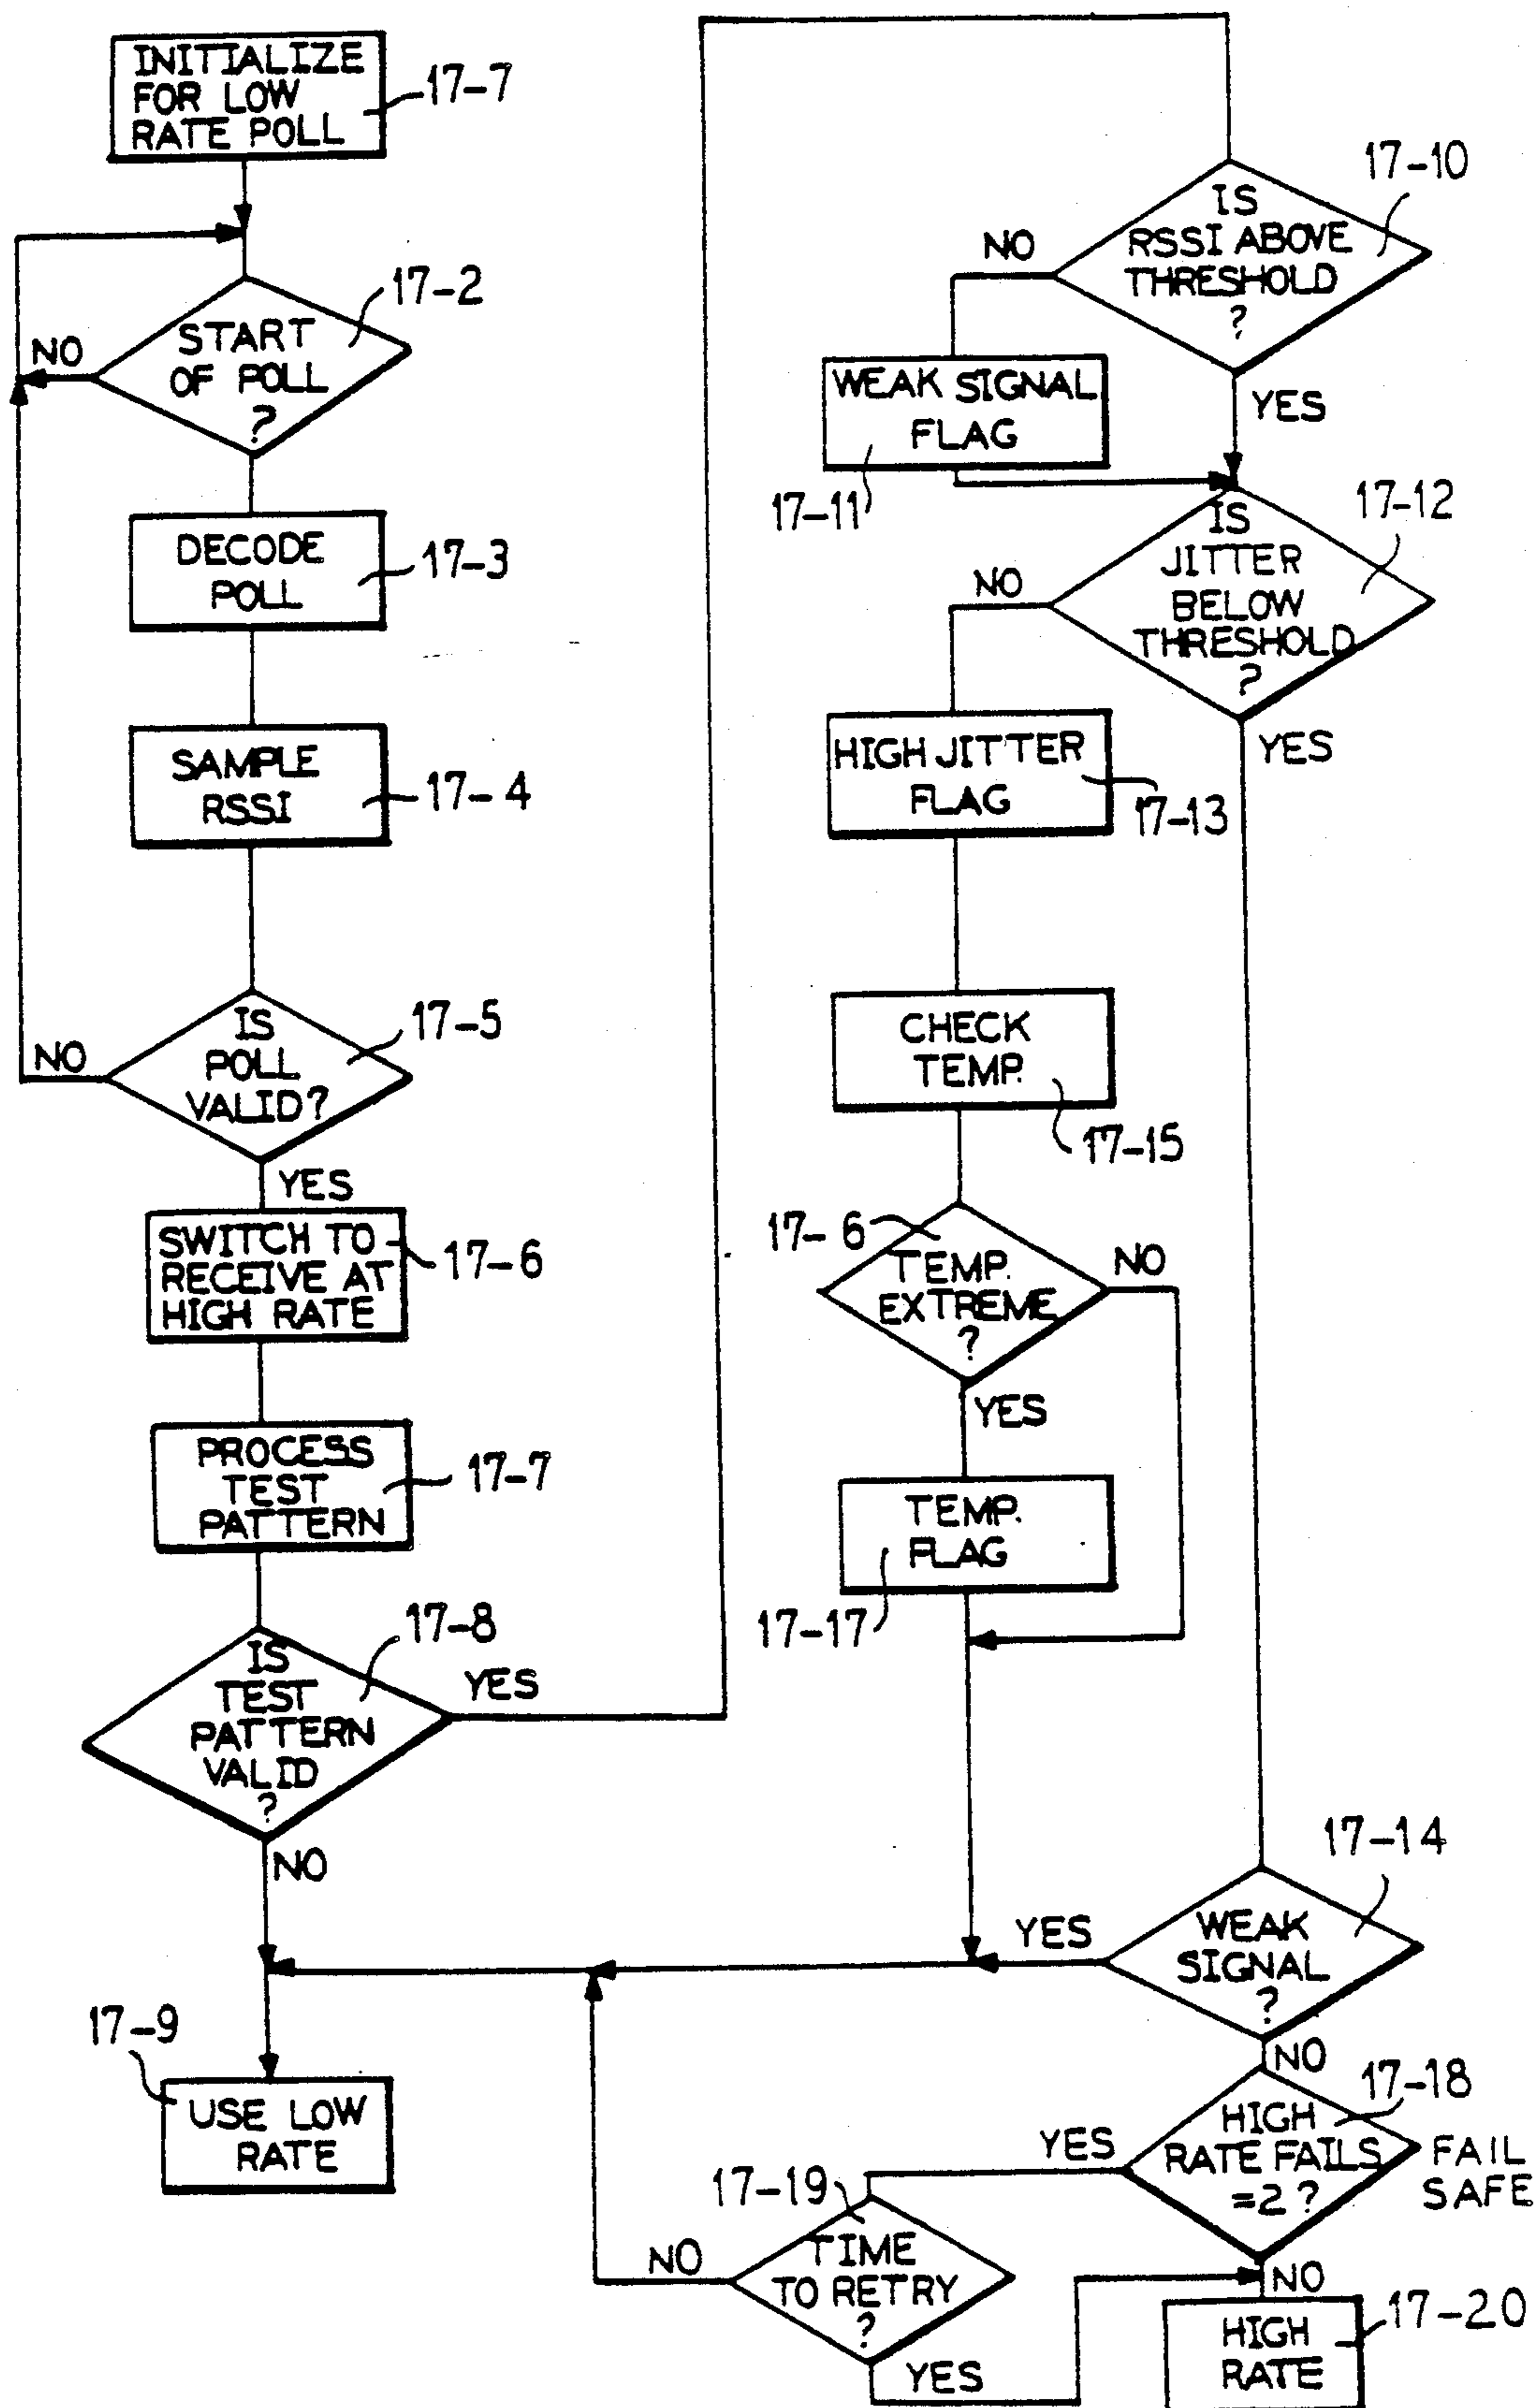 INITIALIZE
FOR LOW
RATE POLL
17-7
17-2
START
OF POLL
?
NO
DECODE
POLL
17-3
SAMPLE
RSSI
17-4
IS
POLL
VALID?
17-5
NO
YES
SWITCH TO
RECEIVE AT
HIGH RATE
17-6
PROCESS
TEST
PATTERN
17-7
17-8
IS
TEST
PATTERN
VALID
?
YES
NO
17-9
USE LOW
RATE
17-10
IS
RSSI ABOVE
THRESHOLD
?
NO
YES
WEAK SIGNAL
FLAG
17-11
17-12
IS
JITTER
BELOW
THRESHOLD
?
NO
YES
HIGH JITTER
FLAG
17-13
CHECK
TEMP.
17-15
17-6
TEMP.
EXTREME
?
NO
YES
TEMP.
FLAG
17-17
17-14
WEAK
SIGNAL
?
YES
NO
17-18
HIGH
RATE FAILS
=2 ?
FAIL
SAFE
YES
NO
17-19
TIME
TO RETRY
?
NO
YES
HIGH
RATE
17-20